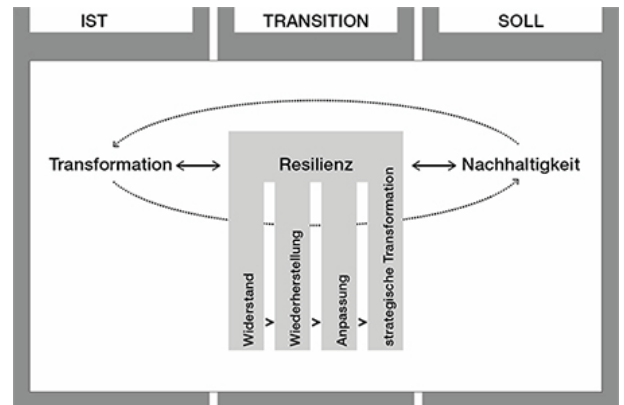 IST
TRANSITION
SOLL
Transformation
Resilienz
Nachhaltigkeit
Widerstand
>
Wiederherstellung
>
Anpassung
>
strategische Transformation